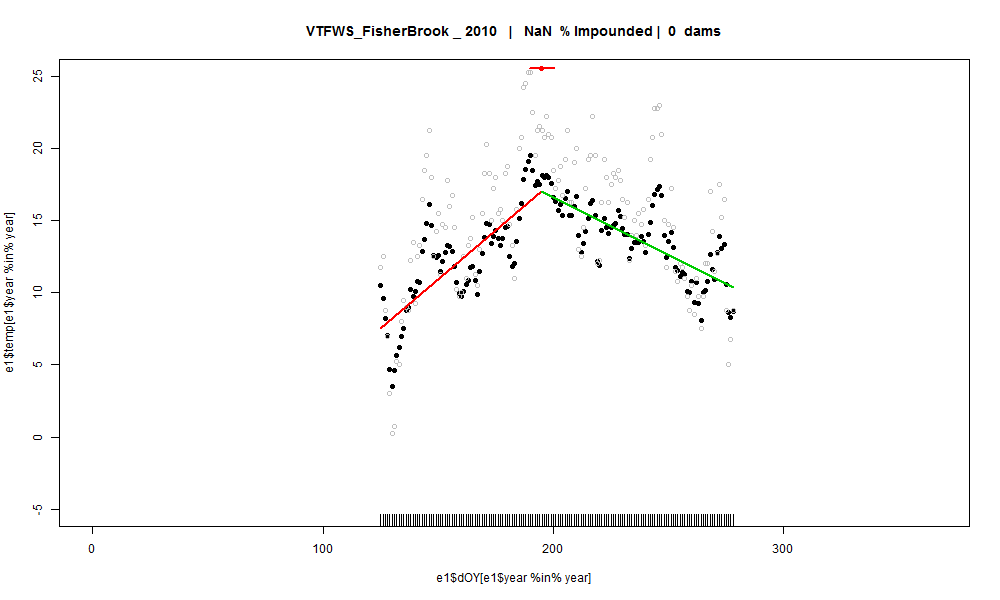 VTFWS_FisherBrook _ 2010 | NaN % Impounded | 0 dams
25
20
15
10
5
0
-5
e1$temp[e1$year %in% year]
0 100 200 300
e1$dOY[e1$year %in% year]